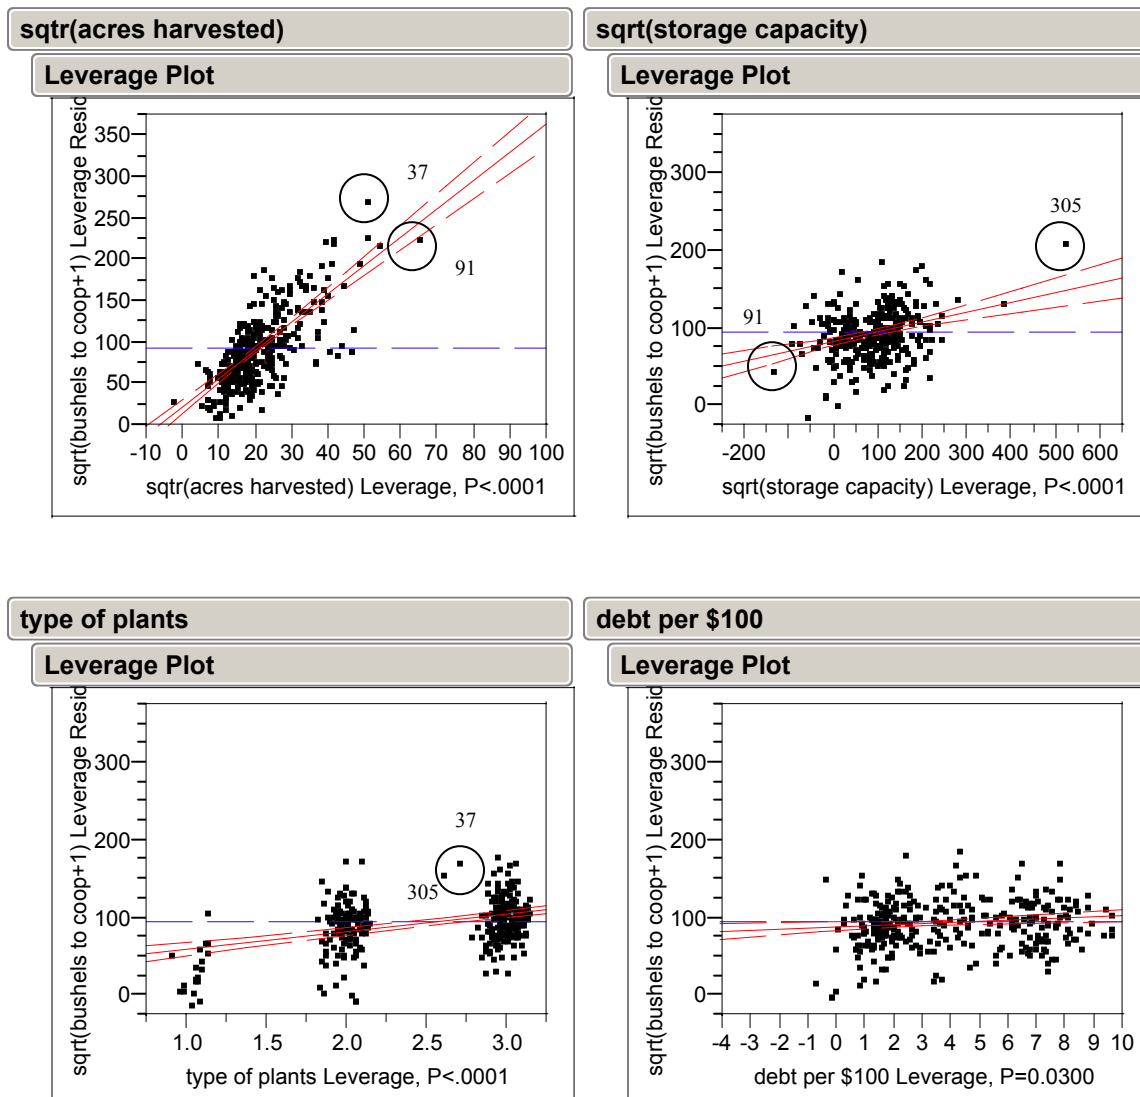 sqtr(acres harvested)
Leverage Plot
sqrt(bushels to coop+1) Leverage Resid
350
300
250
200
150
100
50
0
37
91
-10 0 10 20 30 40 50 60 70 80 90 100
sqtr(acres harvested) Leverage, P<.0001
sqrt(storage capacity)
Leverage Plot
sqrt(bushels to coop+1) Leverage Resid
300
200
100
0
305
91
-200 0 100 200 300 400 500 600
sqrt(storage capacity) Leverage, P<.0001
type of plants
Leverage Plot
sqrt(bushels to coop+1) Leverage Resid
300
200
100
0
37
305
1.0 2.0 3.0
type of plants Leverage, P<.0001
debt per $100
Leverage Plot
sqrt(bushels to coop+1) Leverage Resid
300
200
100
0
-4 -3 -2 -1 0 1 2 3 4 5 6 7 8 9 10
debt per $100 Leverage, P=0.0300